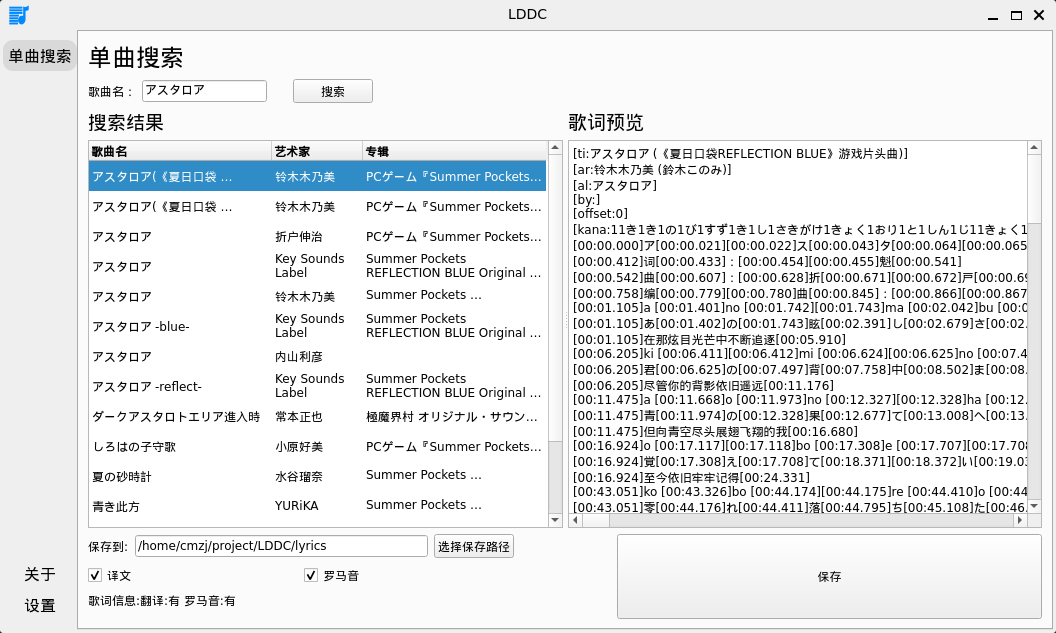 LDDC
单曲搜索
单曲搜索
歌曲名：
アスタロア
搜索
搜索结果
歌曲名 艺术家 专辑
アスタロア(《夏日口袋 ... 铃木木乃美 PCゲーム『Summer Pockets...
アスタロア(《夏日口袋 ... 铃木木乃美 PCゲーム『Summer Pockets...
アスタロア 折户伸治 PCゲーム『Summer Pockets...
アスタロア Key Sounds Label Summer Pockets REFLECTION BLUE Original ...
アスタロア 铃木木乃美 Summer Pockets ...
アスタロア -blue- Key Sounds Label Summer Pockets REFLECTION BLUE Original ...
アスタロア 内山利彦
アスタロア -reflect- Key Sounds Label Summer Pockets REFLECTION BLUE Original ...
ダークアスタロトエリア進入時 常本正也 極魔界村 オリジナル・サウン...
しろはの子守歌 小原好美 PCゲーム『Summer Pockets...
夏の砂時計 水谷瑠奈 Summer Pockets ...
青き此方 YURiKA Summer Pockets ...
歌词预览
[ti:アスタロア (《夏日口袋REFLECTION BLUE》游戏片头曲)]
[ar:铃木木乃美 (鈴木このみ)]
[al:アスタロア]
[by:]
[offset:0]
[kana:11き1き1の1び1すず1き1し1さきがけ1きょく1おり1と1しん1じ11きょく1
[00:00.000]ア[00:00.021][00:00.022]ス[00:00.043]タ[00:00.064][00:00.065
[00:00.412]词[00:00.433]：[00:00.454][00:00.455]魁[00:00.541]
[00:00.542]曲[00:00.607]：[00:00.628]折[00:00.671][00:00.672]戸[00:00.69
[00:00.758]编[00:00.779][00:00.780]曲[00:00.845]：[00:00.866][00:00.867
[00:01.105]a [00:01.401]no [00:01.742][00:01.743]ma [00:02.042]bu [00:0
[00:01.105]あ[00:01.402]の[00:01.743]眩[00:02.391]し[00:02.679]さ[00:02.
[00:01.105]在那炫目光芒中不断追逐[00:05.910]
[00:06.205]ki [00:06.411][00:06.412]mi [00:06.624][00:06.625]no [00:07.4
[00:06.205]君[00:06.625]の[00:07.497]背[00:07.758]中[00:08.502]ま[00:08.
[00:06.205]尽管你的背影依旧遥远[00:11.176]
[00:11.475]a [00:11.668]o [00:11.973]no [00:12.327][00:12.328]ha [00:12.
[00:11.475]青[00:11.974]の[00:12.328]果[00:12.677]て[00:13.008]へ[00:13.
[00:11.475]但向青空尽头展翅飞翔的我[00:16.680]
[00:16.924]o [00:17.117][00:17.118]bo [00:17.308]e [00:17.707][00:17.708
[00:16.924]覚[00:17.308]え[00:17.708]て[00:18.371][00:18.372]い[00:19.03
[00:16.924]至今依旧牢牢记得[00:24.331]
[00:43.051]ko [00:43.326]bo [00:44.174][00:44.175]re [00:44.410]o [00:44
[00:43.051]零[00:44.176]れ[00:44.411]落[00:44.795]ち[00:45.108]た[00:46.
保存到:
/home/cmzj/project/LDDC/lyrics
选择保存路径
译文
罗马音
歌词信息:翻译:有 罗马音:有
保存
关于
设置